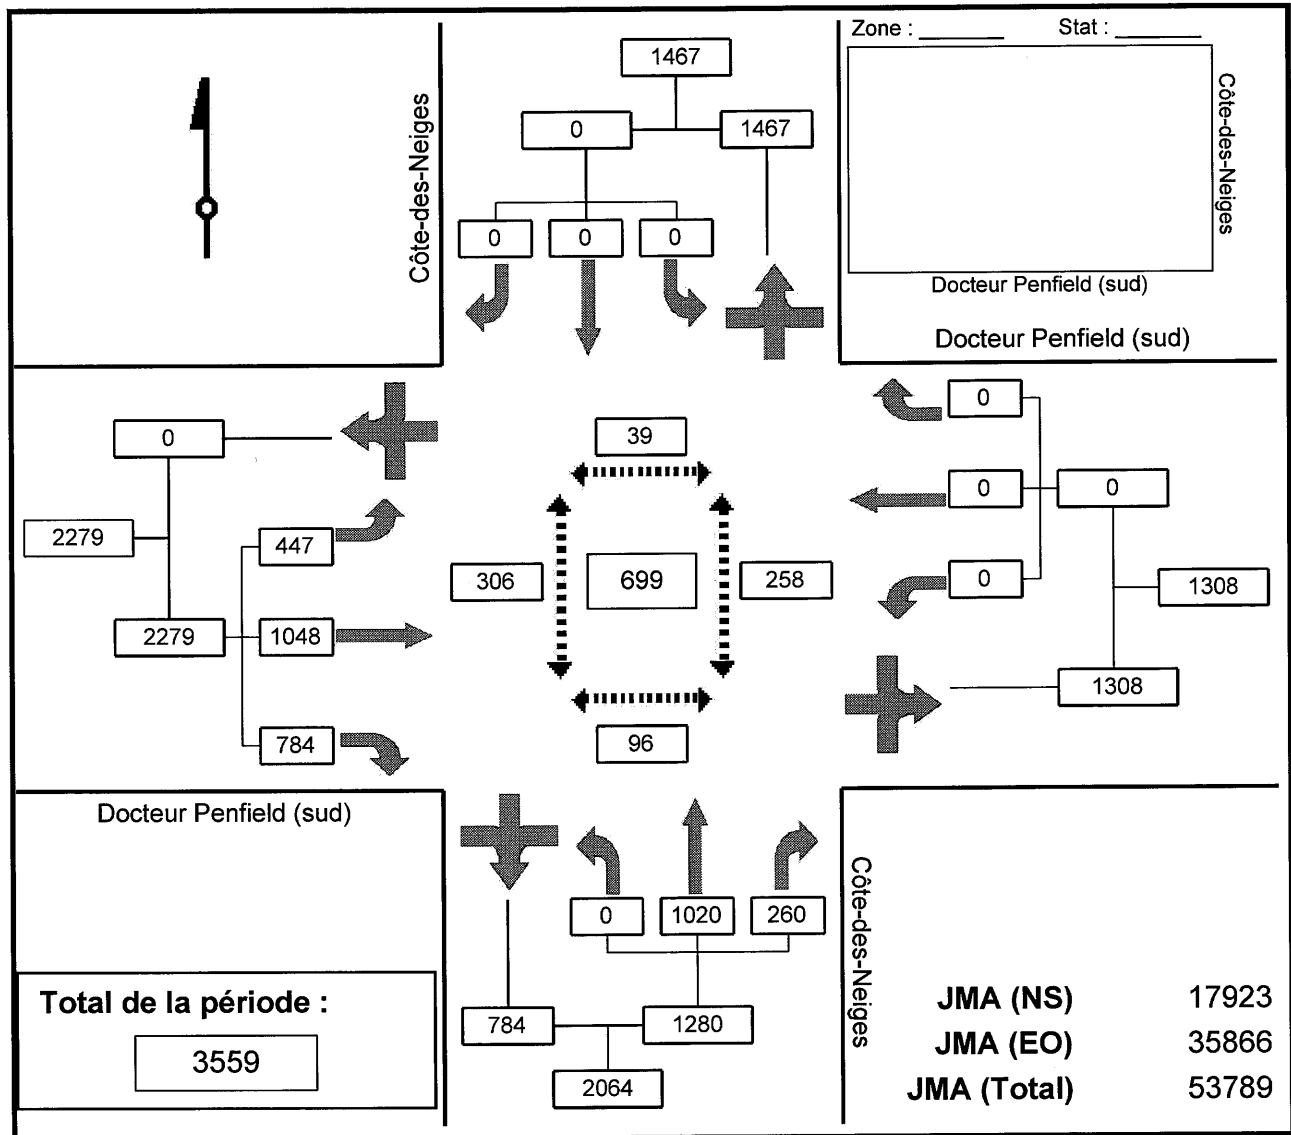 Zone : Stat :
1467
0 1467
0 0 0
Côte-des-Neiges
Côte-des-Neiges
Docteur Penfield (sud)
Docteur Penfield (sud)
0
2279
2279
447
1048
784
39
306 699 258
96
0
0
0
0
1308
1308
Docteur Penfield (sud)
0 1020 260
784 1280
2064
Côte-des-Neiges
Total de la période :
3559
JMA (NS) 17923
JMA (EO) 35866
JMA (Total) 53789